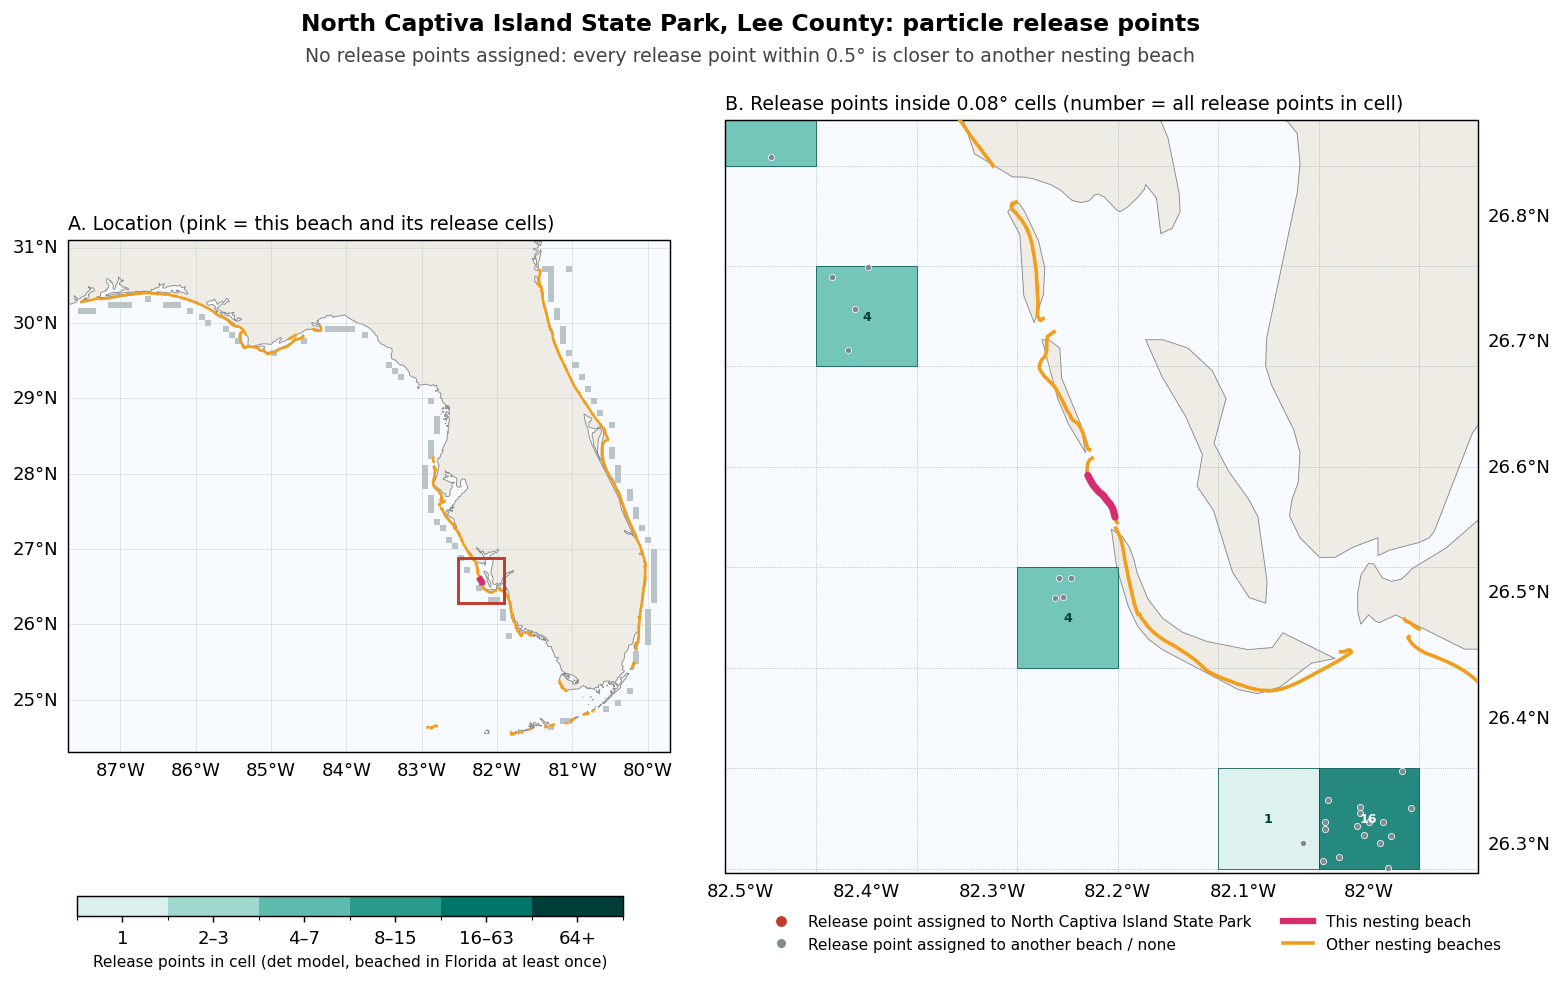 North Captiva Island State Park, Lee County: particle release points
No release points assigned: every release point within 0.5° is closer to another nesting beach
A. Location (pink = this beach and its release cells)
31°N
30°N
29°N
28°N
27°N
26°N
25°N
87°W 86°W 85°W 84°W 83°W 82°W 81°W 80°W
B. Release points inside 0.08° cells (number = all release points in cell)
4
4
1
16
26.8°N
26.7°N
26.6°N
26.5°N
26.4°N
26.3°N
82.5°W 82.4°W 82.3°W 82.2°W 82.1°W 82°W
1 2–3 4–7 8–15 16–63 64+
Release points in cell (det model, beached in Florida at least once)
Release point assigned to North Captiva Island State Park
Release point assigned to another beach / none
This nesting beach
Other nesting beaches